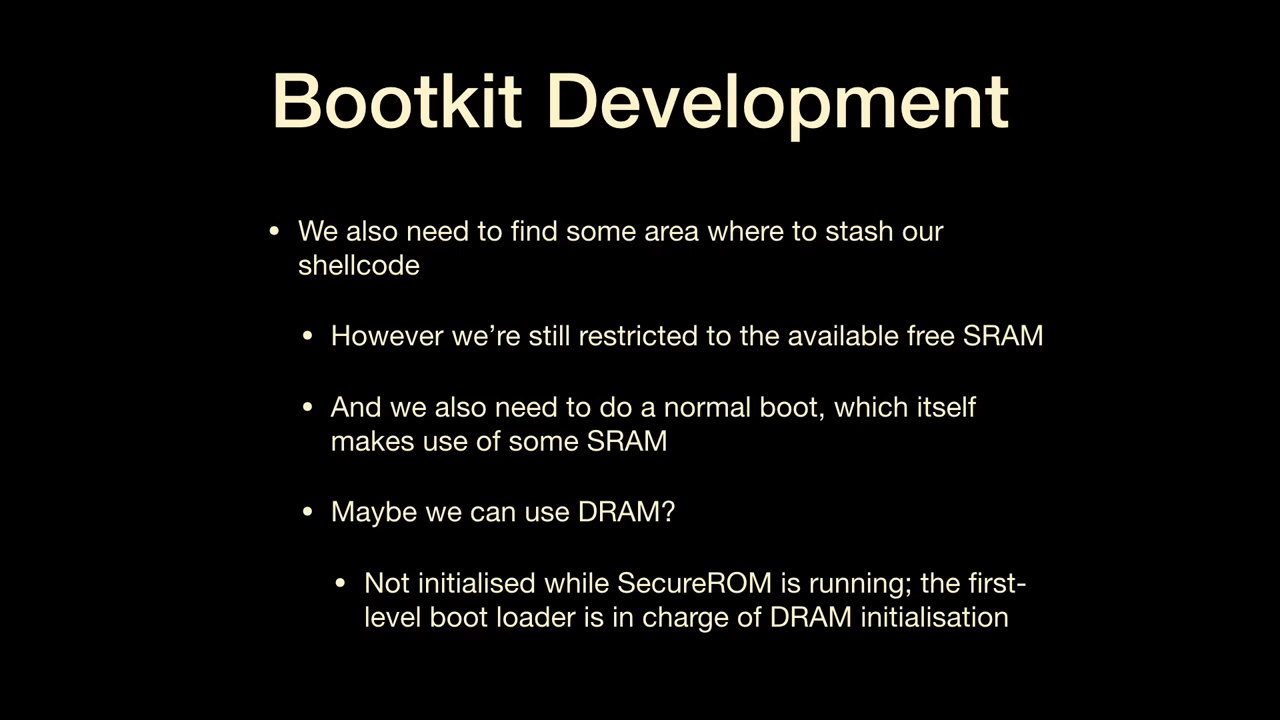 Bootkit Development
• We also need to find some area where to stash our
shellcode
• However we’re still restricted to the available free SRAM
• And we also need to do a normal boot, which itself
makes use of some SRAM
• Maybe we can use DRAM?
• Not initialised while SecureROM is running; the first-
level boot loader is in charge of DRAM initialisation